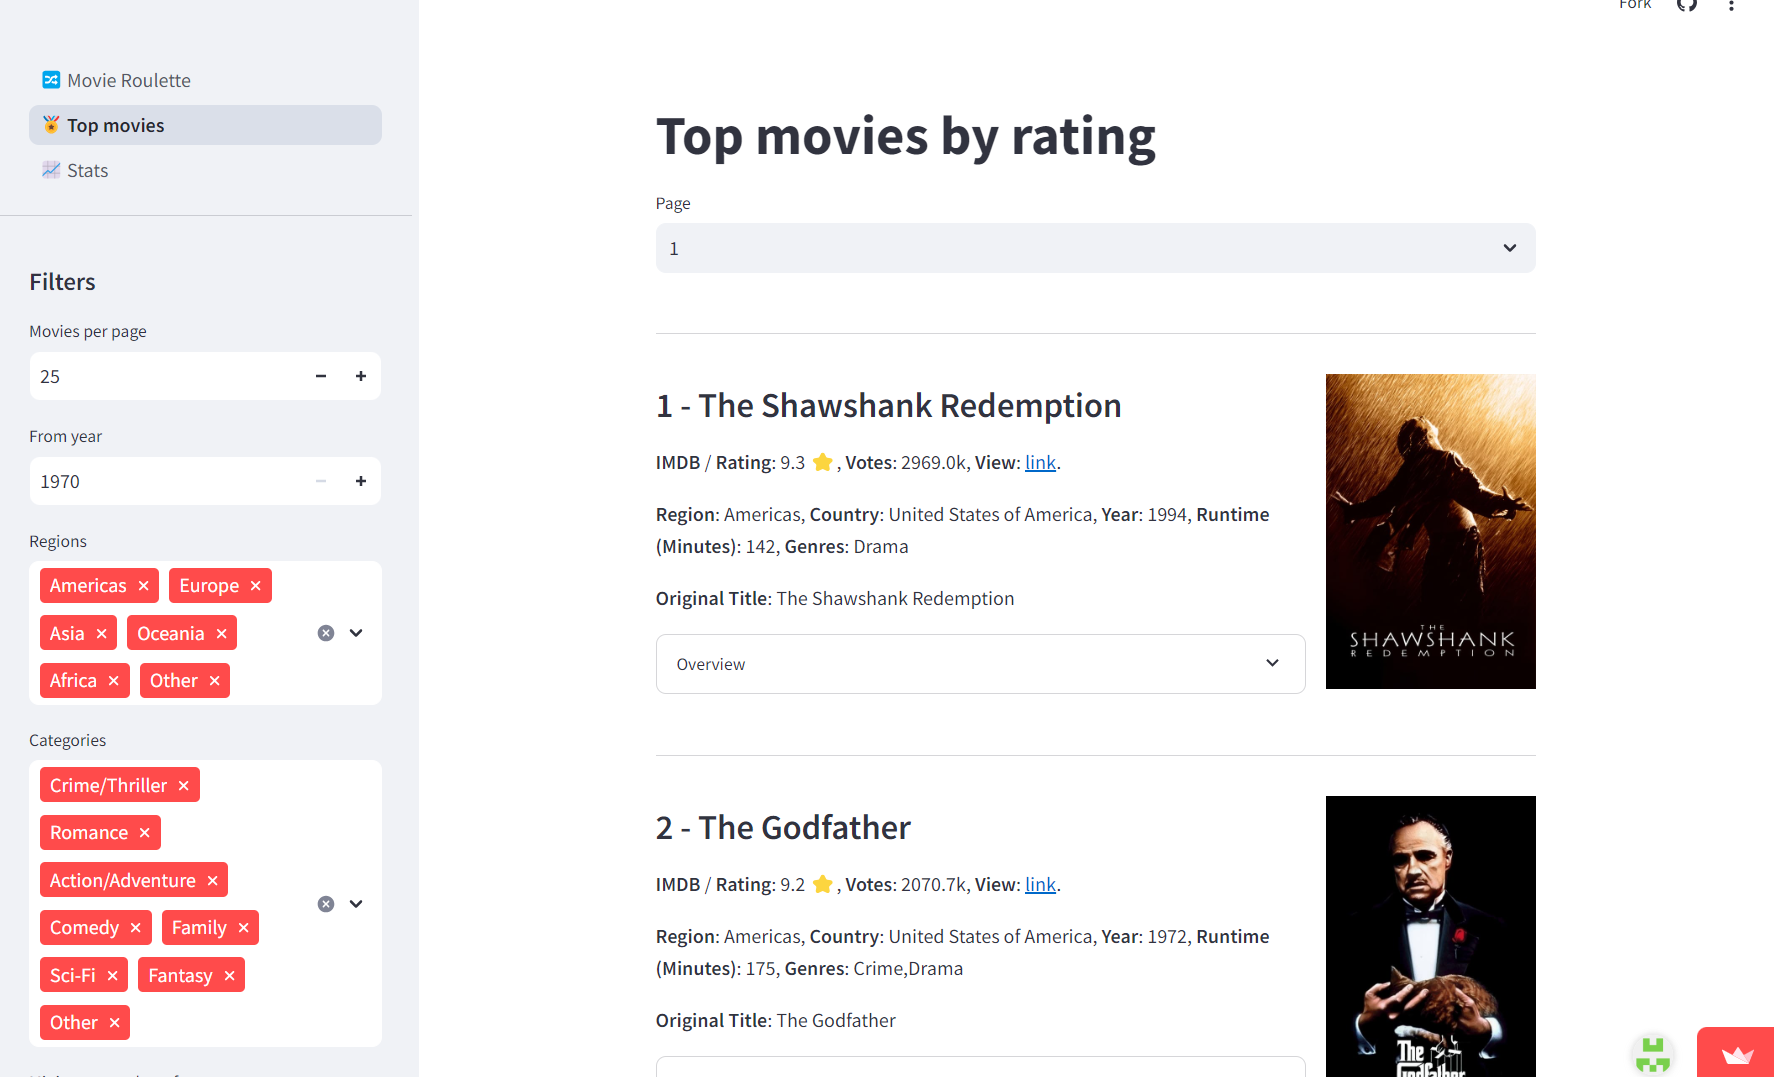 Fork
Movie Roulette
Top movies
Stats
Filters
Movies per page
25
From year
1970
Regions
Americas
Europe
Asia
Oceania
Africa
Other
Categories
Crime/Thriller
Romance
Action/Adventure
Comedy
Family
Sci-Fi
Fantasy
Other
Top movies by rating
Page
1
1 - The Shawshank Redemption
IMDB / Rating: 9.3 ⭐, Votes: 2969.0k, View: link.
Region: Americas, Country: United States of America, Year: 1994, Runtime
(Minutes): 142, Genres: Drama
Original Title: The Shawshank Redemption
Overview
THE
SHAWSHANK
REDEMPTION
2 - The Godfather
IMDB / Rating: 9.2 ⭐, Votes: 2070.7k, View: link.
Region: Americas, Country: United States of America, Year: 1972, Runtime
(Minutes): 175, Genres: Crime,Drama
Original Title: The Godfather
The
Godfather